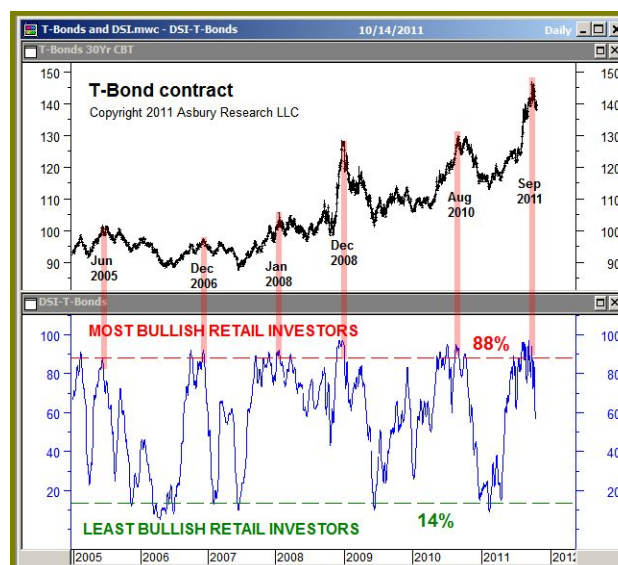 T-Bonds and DSI.mwc - DSI-T-Bonds 10/14/2011 Daily
T-Bonds 30Yr CBT
T-Bond contract
Copyright 2011 Asbury Research LLC
150 150
140 140
130 130
120 120
110 110
100 100
90 90
Jun
2005
Dec
2006
Jan
2008
Dec
2008
Aug
2010
Sep
2011
DSI-T-Bonds
100 100
MOST BULLISH RETAIL INVESTORS 88%
80 80
60 60
40 40
20 20
LEAST BULLISH RETAIL INVESTORS 14%
2005 2006 2007 2008 2009 2010 2011 2012